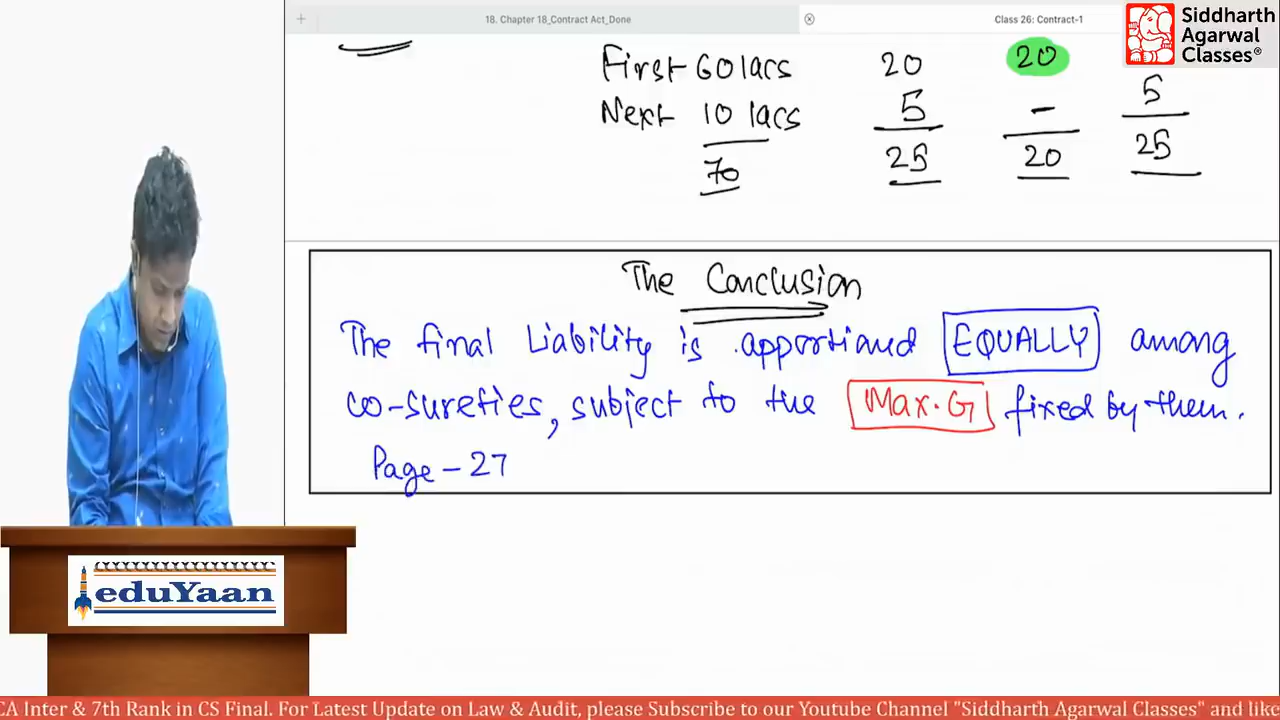 18. Chapter 18_Contract Act_Done
Class 26: Contract-1
Siddharth
Agarwal
Classes®
First 60 lacs 20 20
Next 10 lacs 5 - 5
70 25 20 25
The Conclusion
The final Liability is apportioned EQUALLY among
co-sureties, subject to the Max. G fixed by them.
Page - 27
eduYaan
CA Inter & 7th Rank in CS Final. For Latest Update on Law & Audit, please Subscribe to our Youtube Channel "Siddharth Agarwal Classes" and like